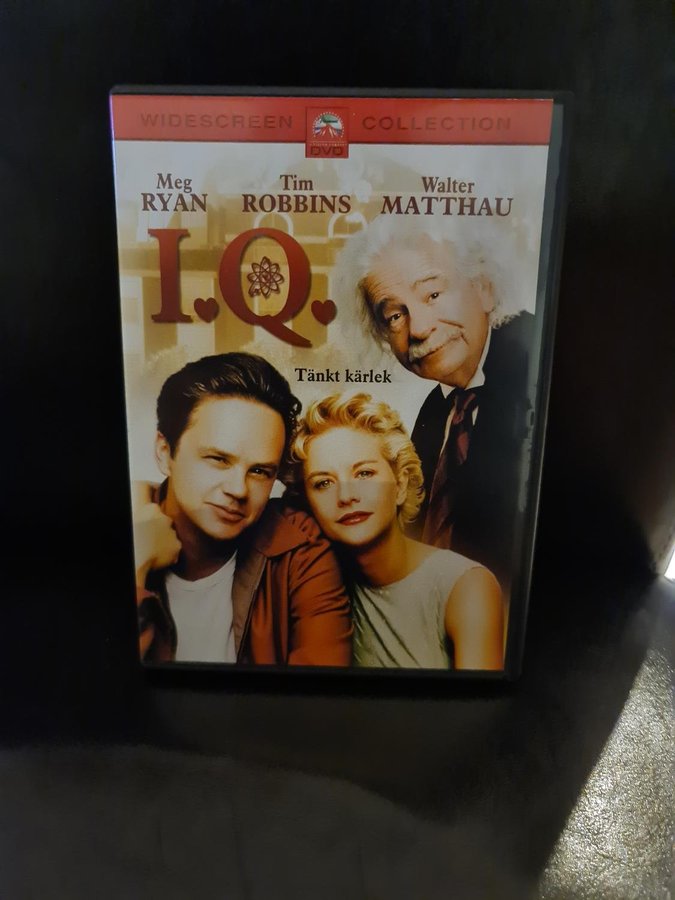 WIDESCREEN COLLECTION
DVD
Meg Tim Walter
RYAN ROBBINS MATTHAU
I.Q.
Tänkt kärlek